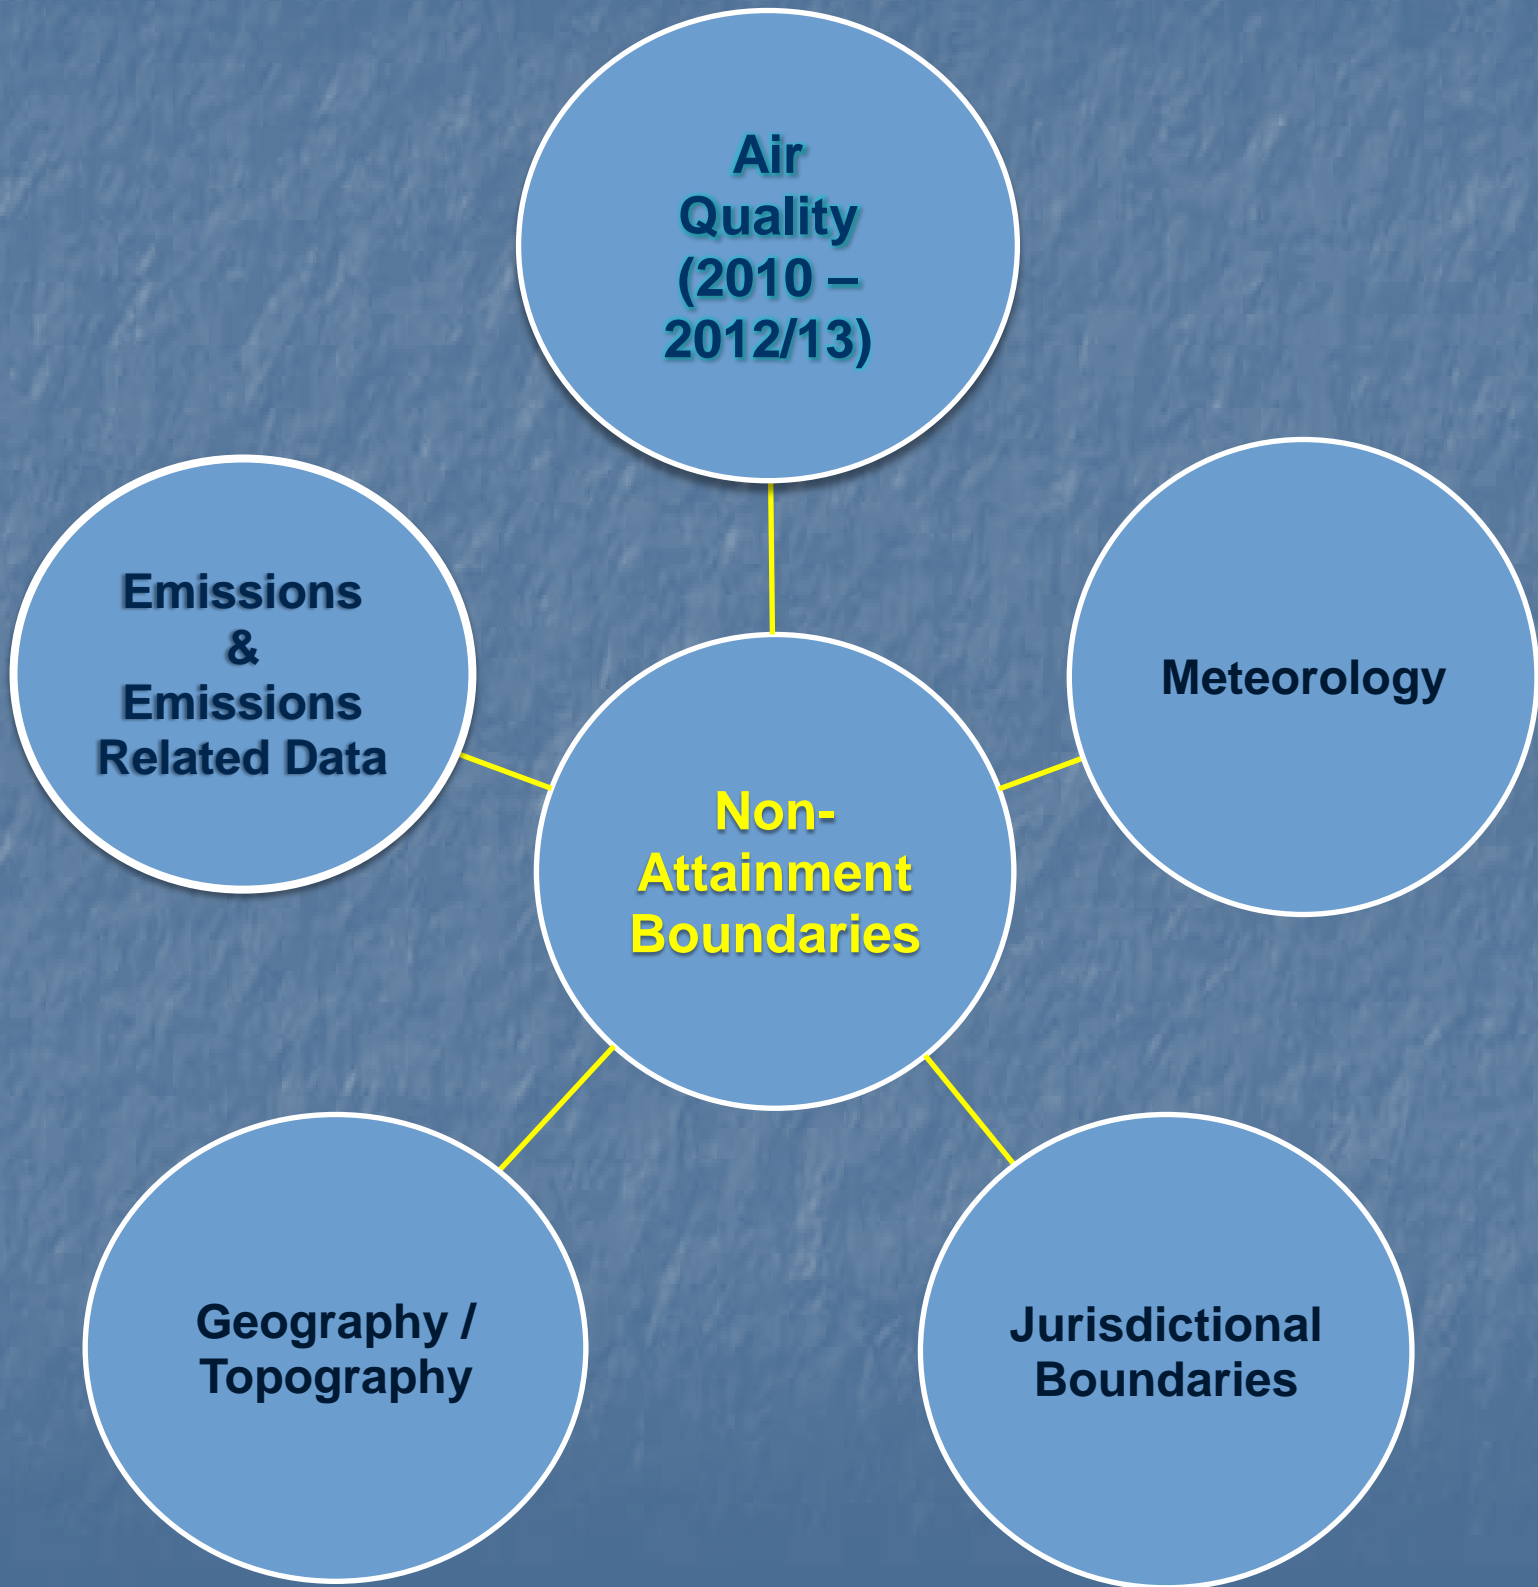 Air
Quality
(2010 –
2012/13)
Emissions
&
Emissions
Related Data
Meteorology
Non-
Attainment
Boundaries
Geography /
Topography
Jurisdictional
Boundaries